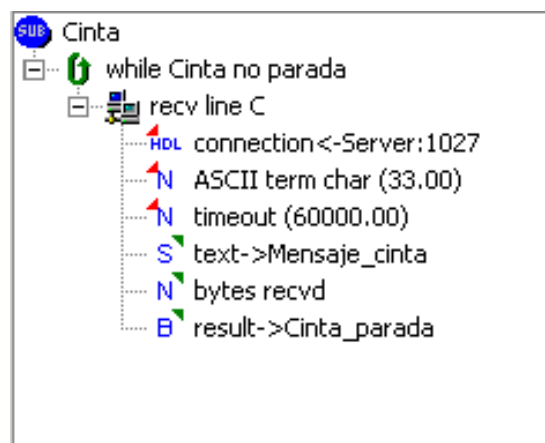 SUB Cinta
while Cinta no parada
recv line C
HDL connection<-Server:1027
N ASCII term char (33.00)
N timeout (60000.00)
S text->Mensaje_cinta
N bytes recvd
B result->Cinta_parada